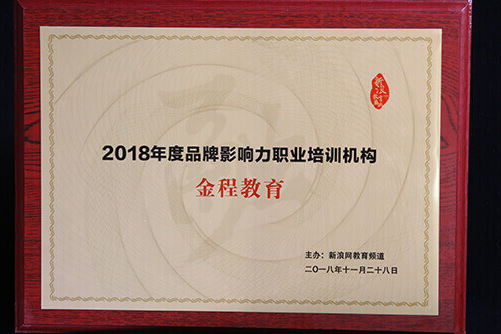 新浪
2018年度品牌影响力职业培训机构
金程教育
主办：新浪网教育频道
二〇一八年十一月二十八日